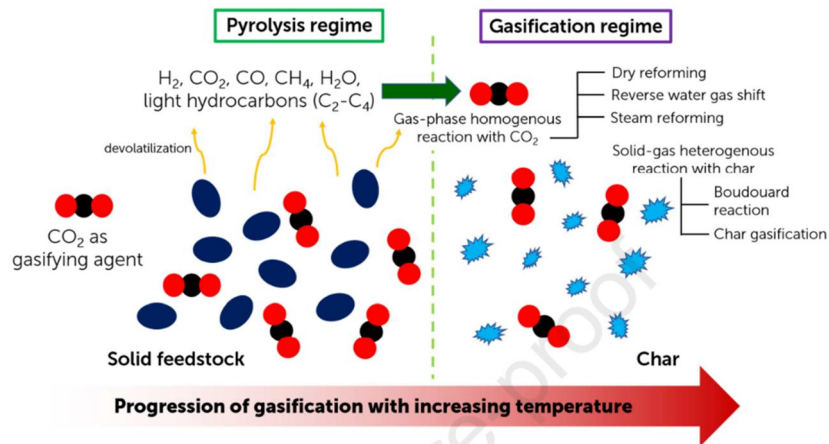 Pyrolysis regime
Gasification regime
H₂, CO₂, CO, CH₄, H₂O,
light hydrocarbons (C₂-C₄)
devolatilization
Gas-phase homogenous
reaction with CO₂
Dry reforming
Reverse water gas shift
Steam reforming
Solid-gas heterogenous
reaction with char
Boudouard
reaction
Char gasification
CO₂ as
gasifying agent
Solid feedstock
Char
Progression of gasification with increasing temperature